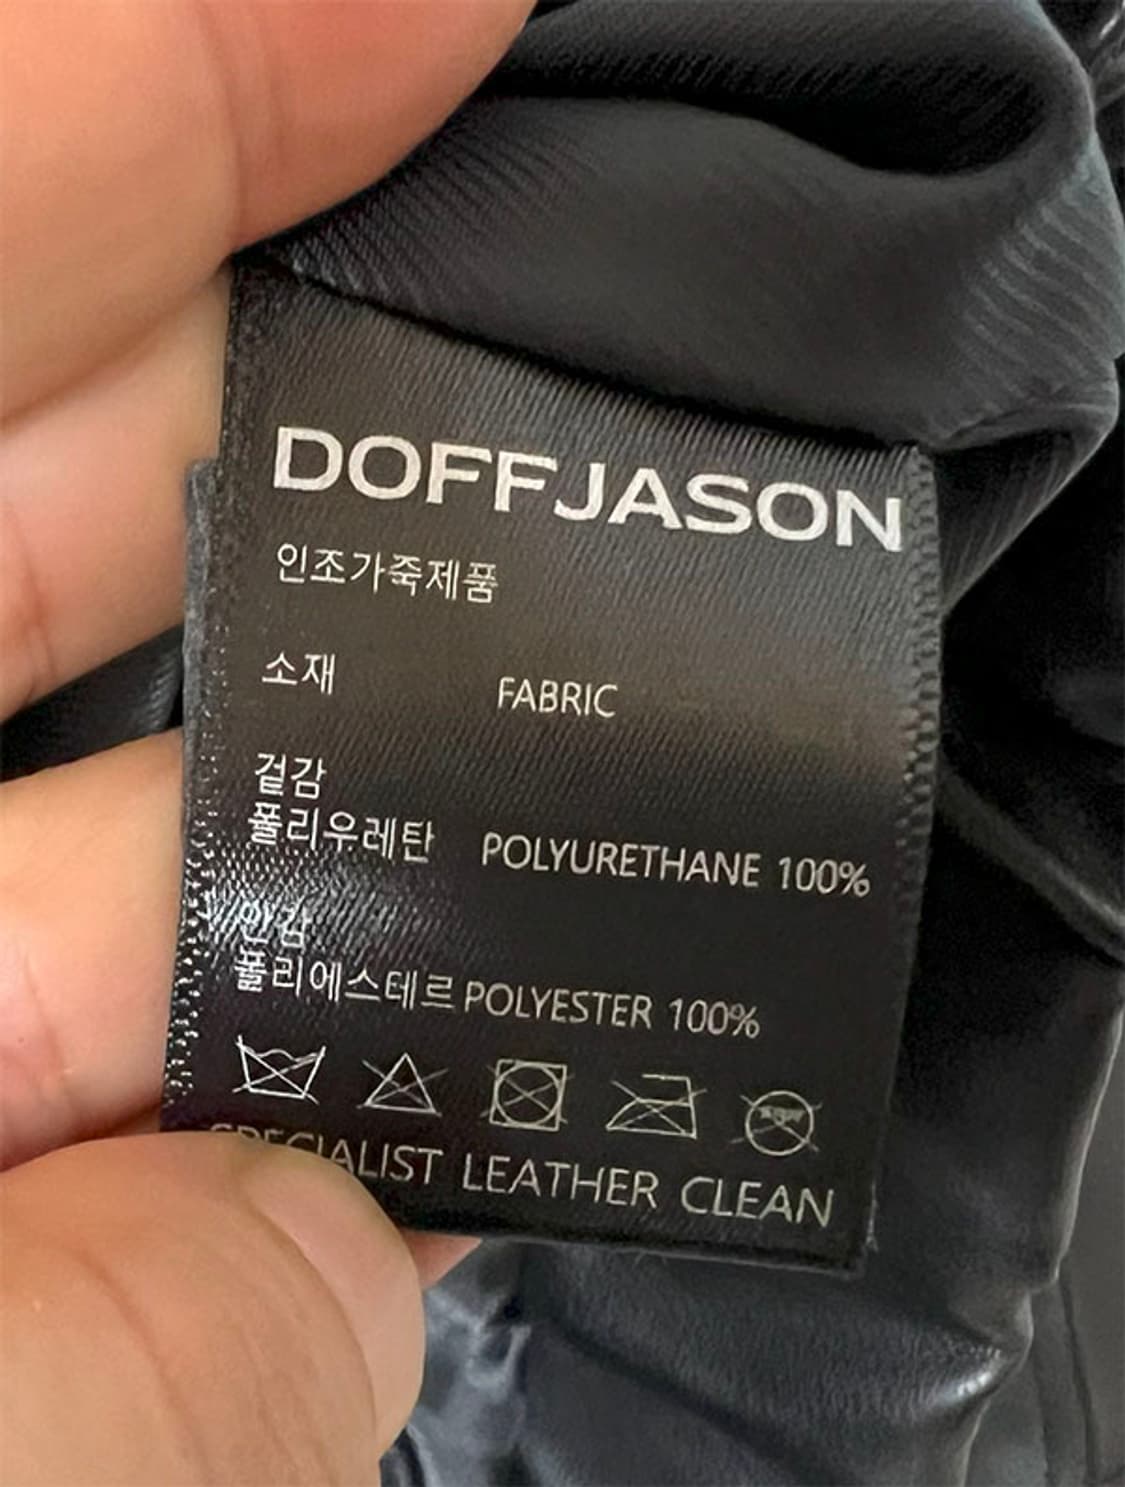 DOFFJASON
인조가죽제품
소재 FABRIC
겉감
폴리우레탄 POLYURETHANE 100%
안감
폴리에스테르 POLYESTER 100%
SPECIALIST LEATHER CLEAN